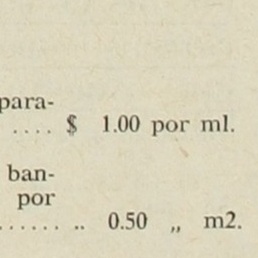 para-
.... $ 1.00 por ml.
ban-
por
...... .. 0.50 ,, m2.